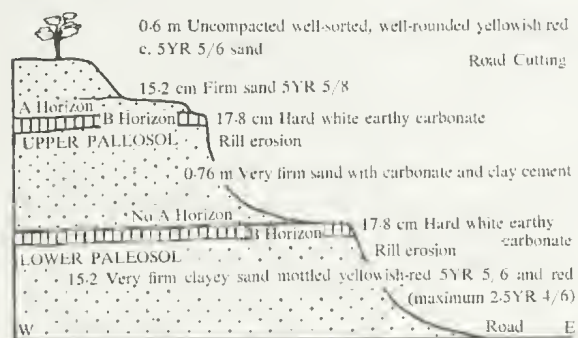 0·6 m Uncompacted well-sorted, well-rounded yellowish red
c. 5YR 5/6 sand
Road Cutting
15·2 cm Firm sand 5YR 5/8
A Horizon
B Horizon
17·8 cm Hard white earthy carbonate
UPPER PALEOSOL
Rill erosion
0·76 m Very firm sand with carbonate and clay cement
No A Horizon
17·8 cm Hard white earthy
carbonate
B Horizon
Rill erosion
LOWER PALEOSOL
15·2 Very firm clayey sand mottled yellowish-red 5YR 5/6 and red
(maximum 2·5YR 4/6)
W
Road
E